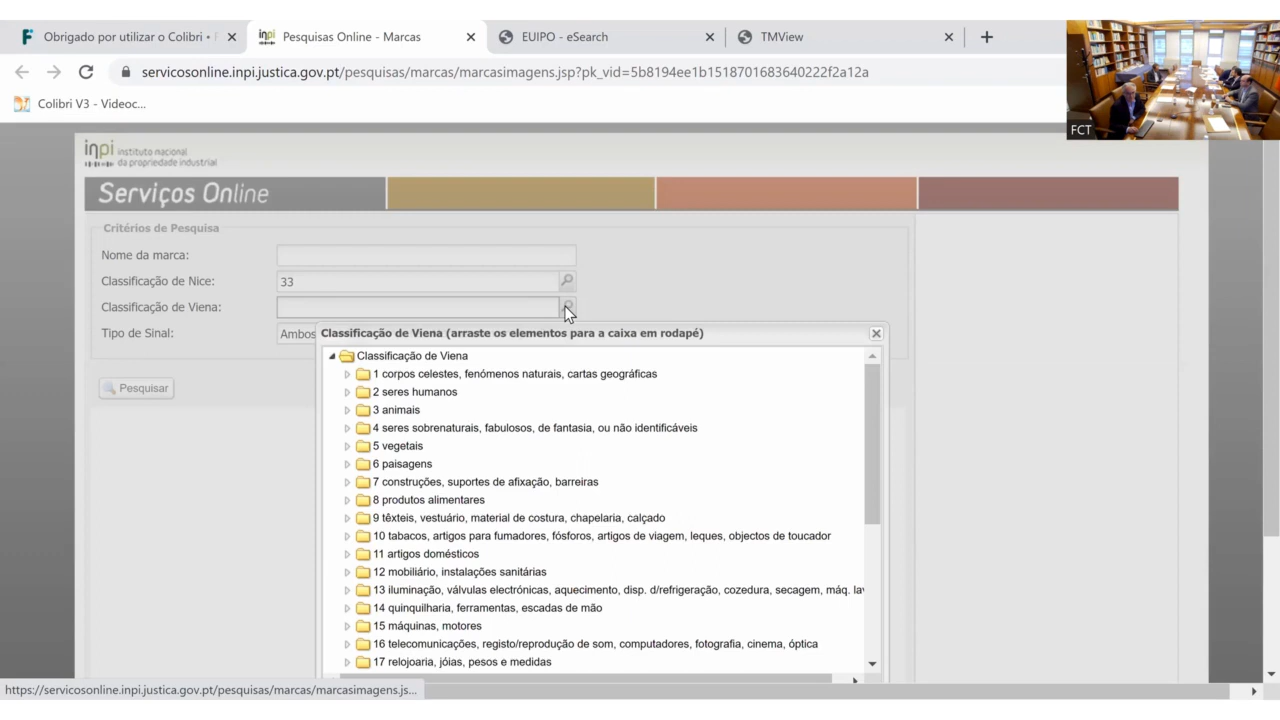 Obrigado por utilizar o Colibri •
Pesquisas Online - Marcas
EUIPO - eSearch
TMView
servicosonline.inpi.justica.gov.pt/pesquisas/marcas/marcasimagens.jsp?pk_vid=5b8194ee1b1518701683640222f2a12a
Colibri V3 - Videoc...
FCT
inpi instituto nacional
da propriedade industrial
Serviços Online
Critérios de Pesquisa
Nome da marca:
Classificação de Nice: 33
Classificação de Viena:
Tipo de Sinal: Ambos
Pesquisar
Classificação de Viena (arraste os elementos para a caixa em rodapé)
Classificação de Viena
1 corpos celestes, fenómenos naturais, cartas geográficas
2 seres humanos
3 animais
4 seres sobrenaturais, fabulosos, de fantasia, ou não identificáveis
5 vegetais
6 paisagens
7 construções, suportes de afixação, barreiras
8 produtos alimentares
9 têxteis, vestuário, material de costura, chapelaria, calçado
10 tabacos, artigos para fumadores, fósforos, artigos de viagem, leques, objectos de toucador
11 artigos domésticos
12 mobiliário, instalações sanitárias
13 iluminação, válvulas electrónicas, aquecimento, disp. d/refrigeração, cozedura, secagem, máq.
14 quinquilharia, ferramentas, escadas de mão
15 máquinas, motores
16 telecomunicações, registo/reprodução de som, computadores, fotografia, cinema, óptica
17 relojoaria, jóias, pesos e medidas
https://servicosonline.inpi.justica.gov.pt/pesquisas/marcas/marcasimagens.js...